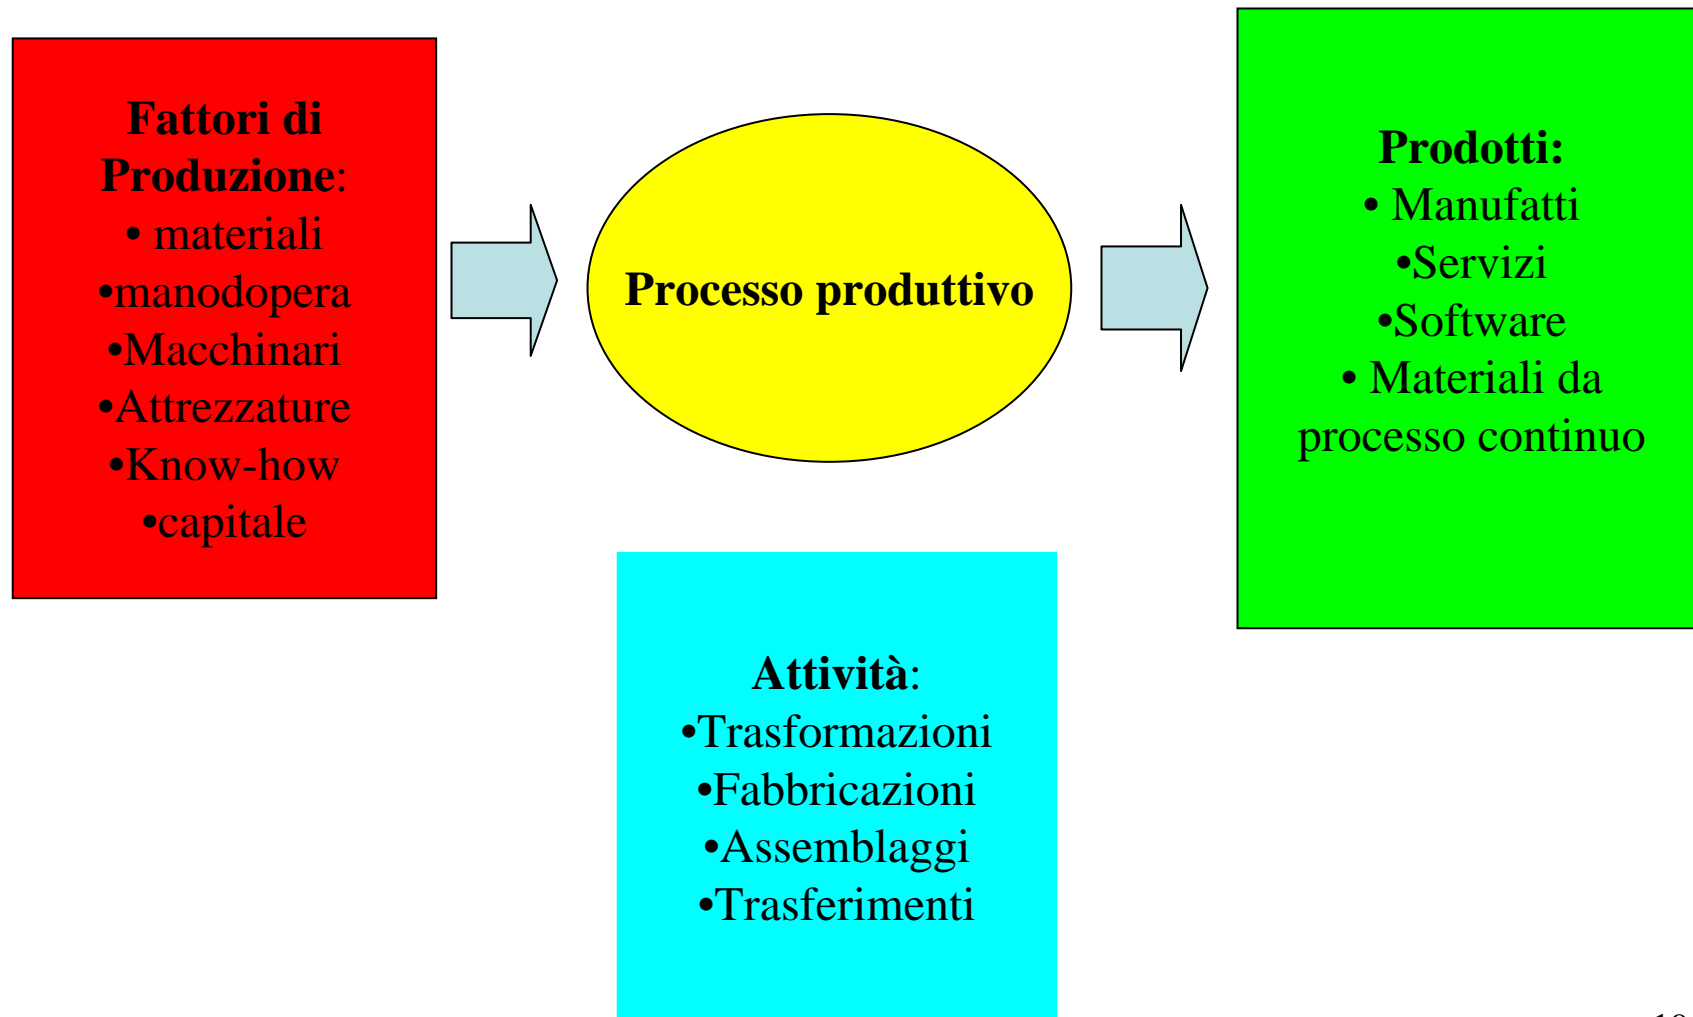 Fattori di
Produzione:
• materiali
•manodopera
•Macchinari
•Attrezzature
•Know-how
•capitale
Processo produttivo
Prodotti:
• Manufatti
•Servizi
•Software
• Materiali da
processo continuo
Attività:
•Trasformazioni
•Fabbricazioni
•Assemblaggi
•Trasferimenti